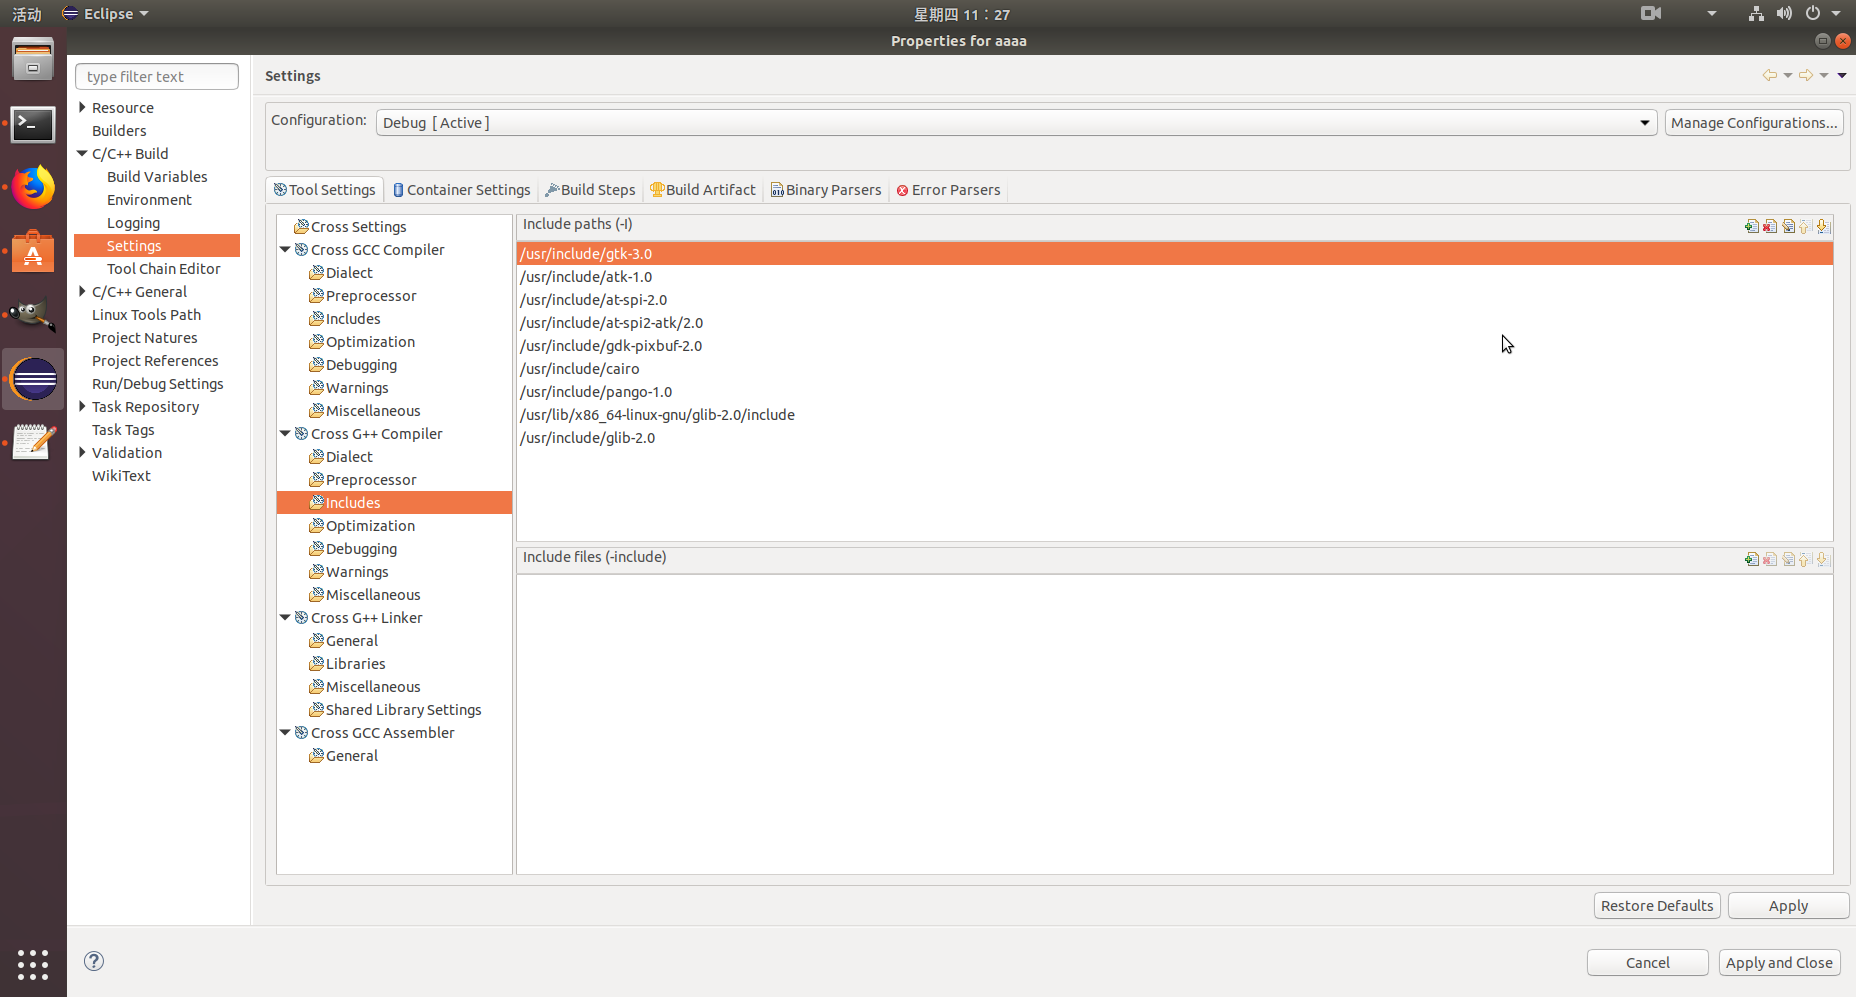 活动 Eclipse 星期四 11：27
Properties for aaaa
type filter text
Resource
Builders
C/C++ Build
Build Variables
Environment
Logging
Settings
Tool Chain Editor
C/C++ General
Linux Tools Path
Project Natures
Project References
Run/Debug Settings
Task Repository
Task Tags
Validation
WikiText
Settings
Configuration: Debug [ Active ] Manage Configurations...
Tool Settings Container Settings Build Steps Build Artifact Binary Parsers Error Parsers
Cross Settings
Cross GCC Compiler
Dialect
Preprocessor
Includes
Optimization
Debugging
Warnings
Miscellaneous
Cross G++ Compiler
Dialect
Preprocessor
Includes
Optimization
Debugging
Warnings
Miscellaneous
Cross G++ Linker
General
Libraries
Miscellaneous
Shared Library Settings
Cross GCC Assembler
General
Include paths (-I)
/usr/include/gtk-3.0
/usr/include/atk-1.0
/usr/include/at-spi-2.0
/usr/include/at-spi2-atk/2.0
/usr/include/gdk-pixbuf-2.0
/usr/include/cairo
/usr/include/pango-1.0
/usr/lib/x86_64-linux-gnu/glib-2.0/include
/usr/include/glib-2.0
Include files (-include)
Restore Defaults Apply
Cancel Apply and Close